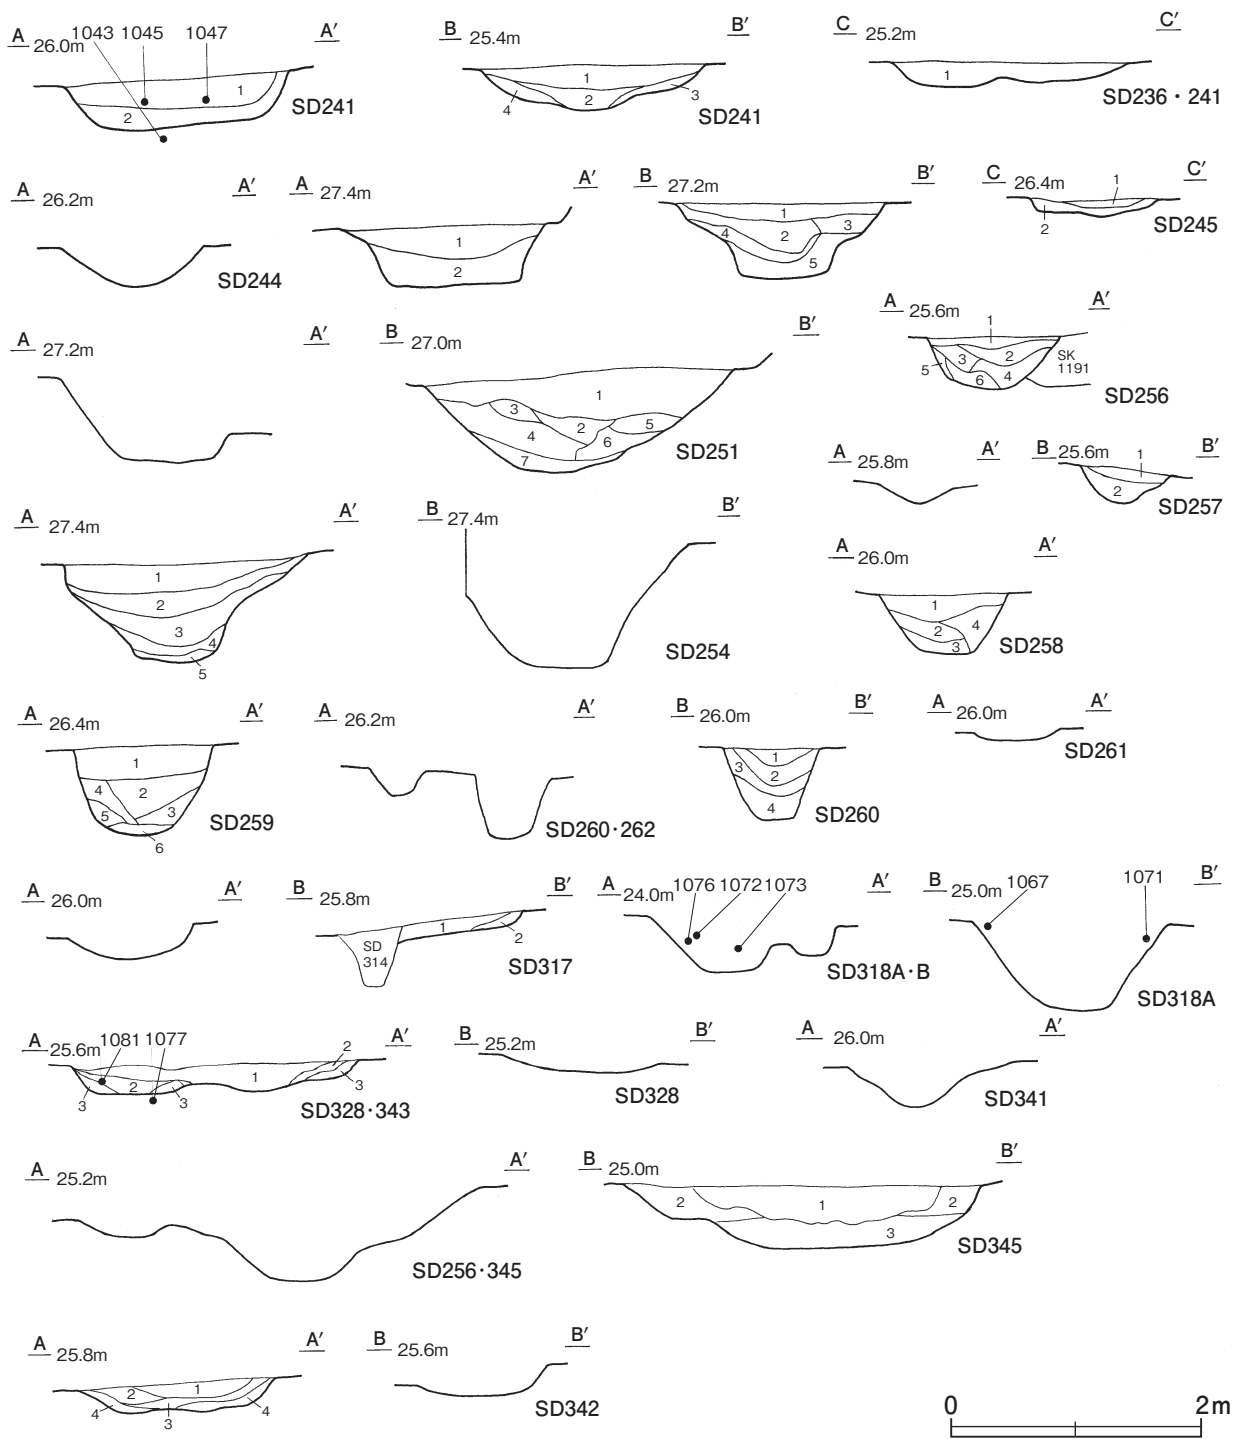 A 26.0m 1043 1045 1047 A′
1
2
SD241
B 25.4m B′
1
2
3
4
SD241
C 25.2m C′
1
SD236・241
A 26.2m A′
SD244
A 27.4m A′
1
2
B 27.2m B′
1
2
3
4
5
C 26.4m C′
1
2
SD245
A 27.2m A′
B 27.0m B′
1
2
3
4
5
6
7
SD251
A 25.6m A′
1
2
3
4
5
6
SK
1191
SD256
A 25.8m A′
B 25.6m B′
1
2
SD257
A 27.4m A′
1
2
3
4
5
B 27.4m B′
SD254
A 26.0m A′
1
2
3
4
SD258
A 26.4m A′
1
2
3
4
5
6
SD259
A 26.2m A′
SD260・262
B 26.0m B′
1
2
3
4
SD260
A 26.0m A′
SD261
A 26.0m A′
B 25.8m B′
1
2
SD
314
SD317
A 24.0m 1076 1072 1073 A′
SD318A・B
B 25.0m 1067 1071 B′
SD318A
A 25.6m 1081 1077 A′
1
2
2
3
3
3
SD328・343
B 25.2m B′
SD328
A 26.0m A′
SD341
A 25.2m A′
SD256・345
B 25.0m B′
1
2
2
3
SD345
A 25.8m A′
1
2
3
4
4
B 25.6m B′
SD342
0 2m